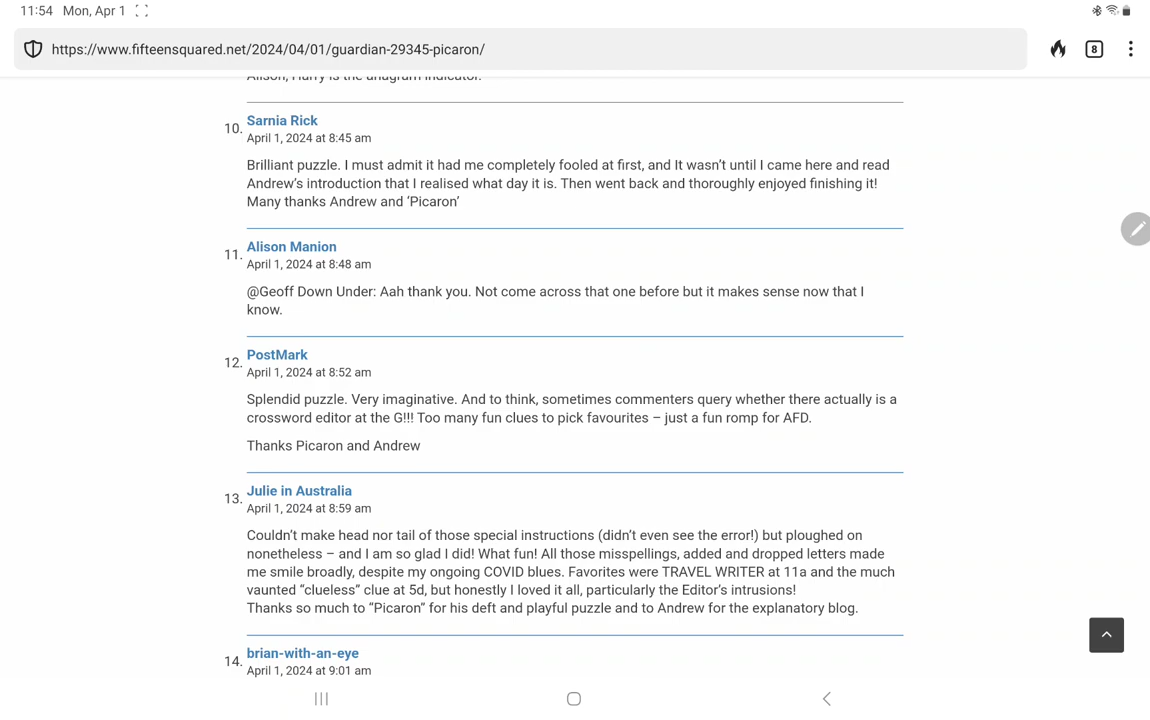 11:54 Mon, Apr 1
https://www.fifteensquared.net/2024/04/01/guardian-29345-picaron/
8
Alison, Harry is the anagram indicator.
10. Sarnia Rick
April 1, 2024 at 8:45 am
Brilliant puzzle. I must admit it had me completely fooled at first, and It wasn’t until I came here and read
Andrew’s introduction that I realised what day it is. Then went back and thoroughly enjoyed finishing it!
Many thanks Andrew and ‘Picaron’
11. Alison Manion
April 1, 2024 at 8:48 am
@Geoff Down Under: Aah thank you. Not come across that one before but it makes sense now that I
know.
12. PostMark
April 1, 2024 at 8:52 am
Splendid puzzle. Very imaginative. And to think, sometimes commenters query whether there actually is a
crossword editor at the G!!! Too many fun clues to pick favourites – just a fun romp for AFD.
Thanks Picaron and Andrew
13. Julie in Australia
April 1, 2024 at 8:59 am
Couldn’t make head nor tail of those special instructions (didn’t even see the error!) but ploughed on
nonetheless – and I am so glad I did! What fun! All those misspellings, added and dropped letters made
me smile broadly, despite my ongoing COVID blues. Favorites were TRAVEL WRITER at 11a and the much
vaunted “clueless” clue at 5d, but honestly I loved it all, particularly the Editor’s intrusions!
Thanks so much to “Picaron” for his deft and playful puzzle and to Andrew for the explanatory blog.
14. brian-with-an-eye
April 1, 2024 at 9:01 am